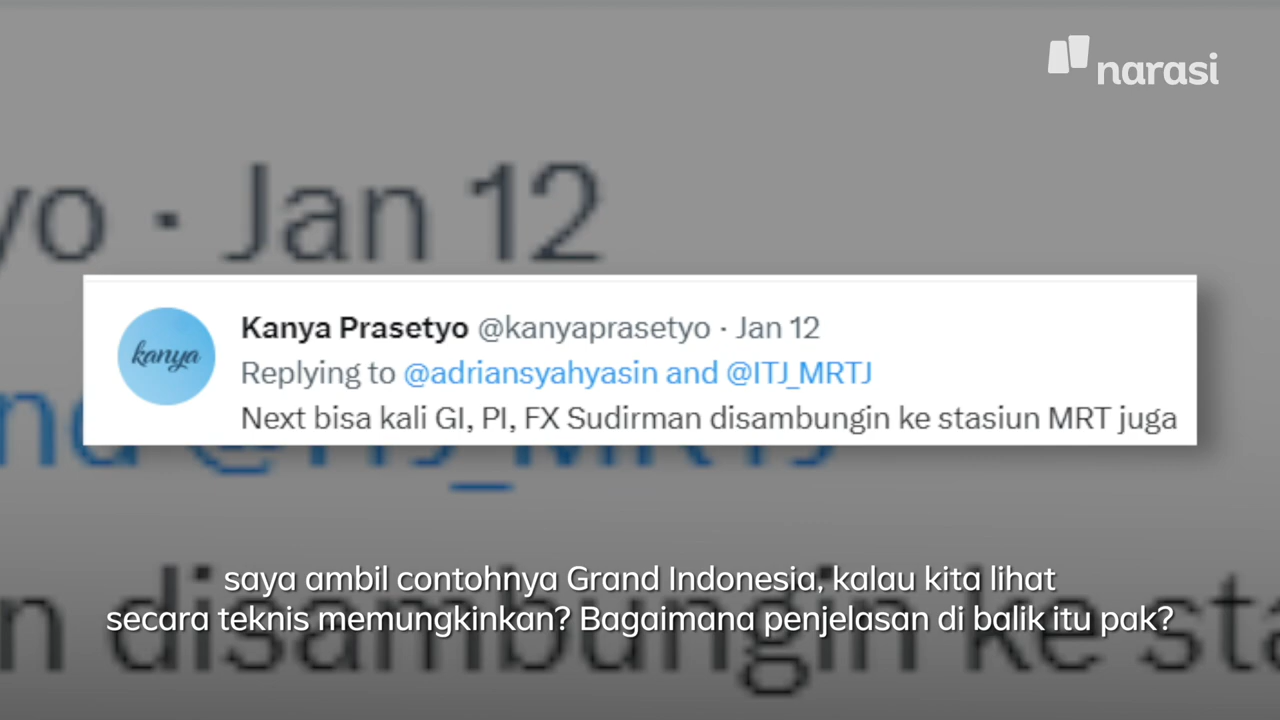 narasi
yo · Jan 12
kanya
Kanya Prasetyo @kanyaprasetyo · Jan 12
Replying to @adriansyahyasin and @ITJ_MRTJ
Next bisa kali GI, PI, FX Sudirman disambungin ke stasiun MRT juga
saya ambil contohnya Grand Indonesia, kalau kita lihat
secara teknis memungkinkan? Bagaimana penjelasan di balik itu pak?